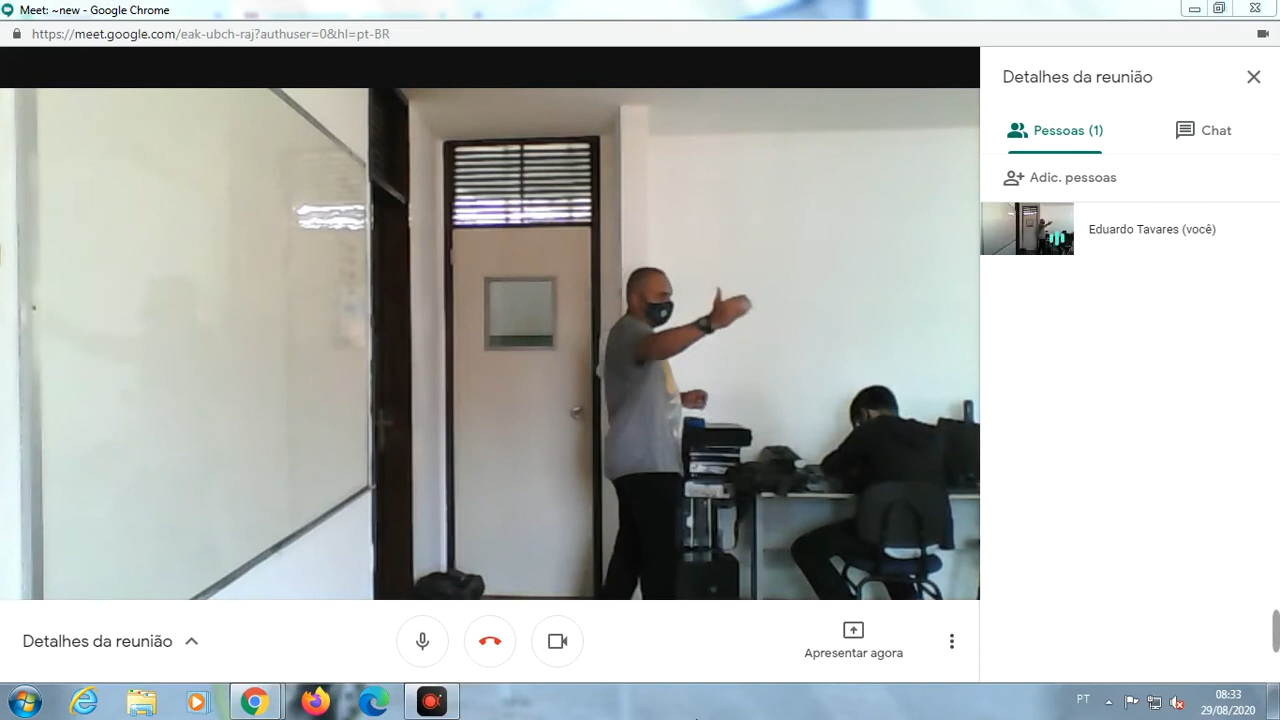 Meet: ~new - Google Chrome
https://meet.google.com/eak-ubch-raj?authuser=0&hl=pt-BR
Detalhes da reunião
Pessoas (1)
Chat
Adic. pessoas
Eduardo Tavares (você)
Detalhes da reunião
Apresentar agora
PT
08:33
29/08/2020